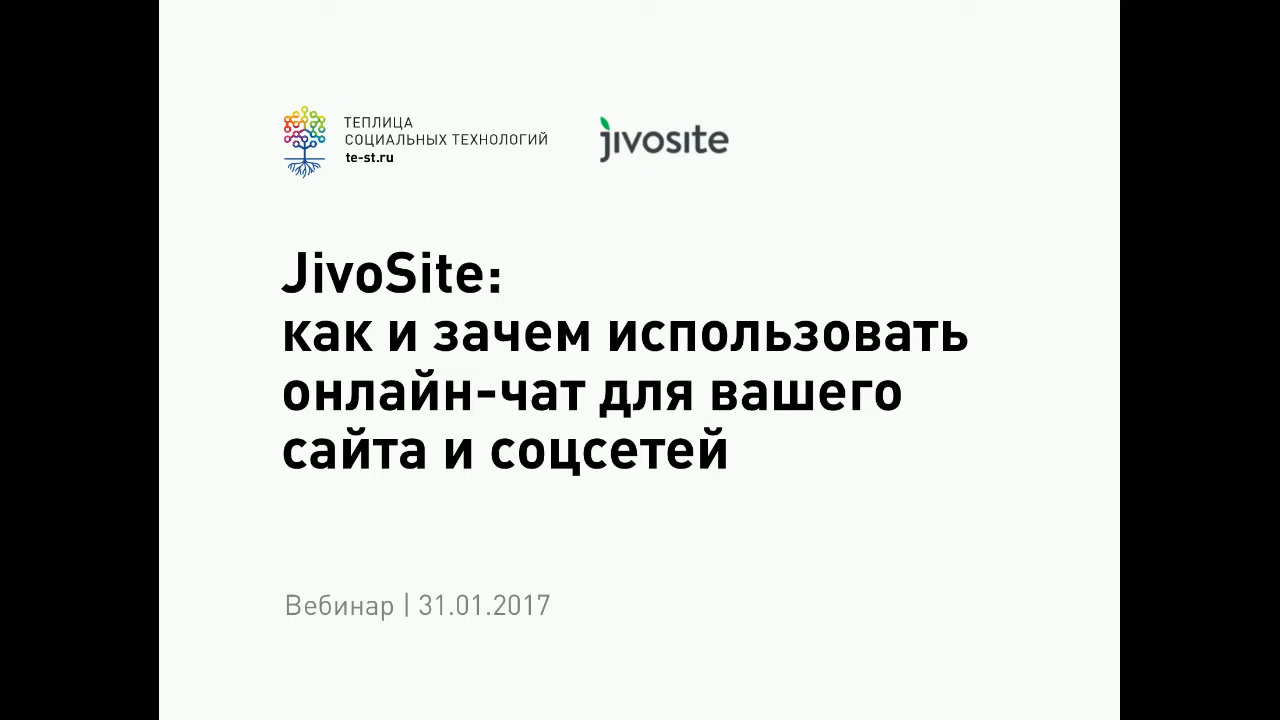 ТЕПЛИЦА
СОЦИАЛЬНЫХ ТЕХНОЛОГИЙ
te-st.ru
jivosite
JivoSite:
как и зачем использовать
онлайн-чат для вашего
сайта и соцсетей
Вебинар | 31.01.2017